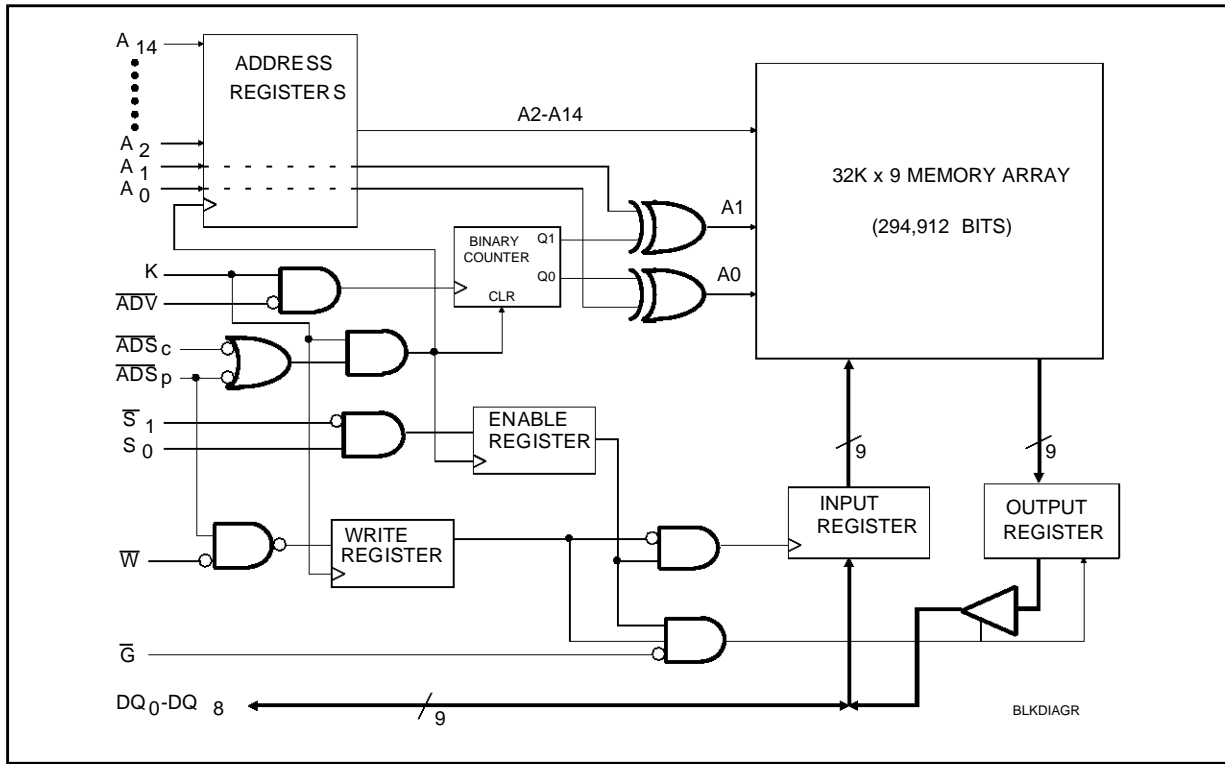 A 14
ADDRESS
REGISTERS
A 2
A 1
A 0
A2-A14
32K x 9 MEMORY ARRAY
(294,912 BITS)
A1
A0
BINARY
COUNTER
Q1
Q0
CLR
K
ADV
ADS c
ADS p
S 1
S 0
ENABLE
REGISTER
9
9
INPUT
REGISTER
OUTPUT
REGISTER
WRITE
REGISTER
W
G
DQ0-DQ 8
9
BLKDIAGR